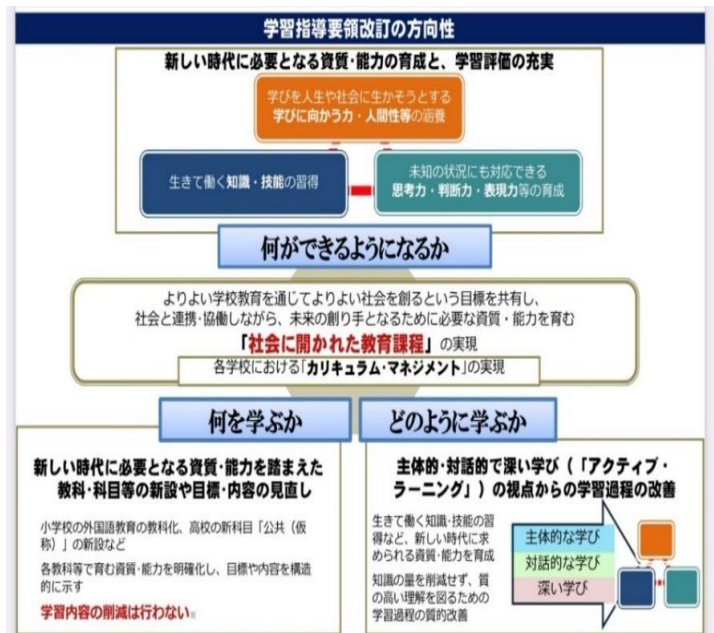 学習指導要領改訂の方向性
新しい時代に必要となる資質・能力の育成と、学習評価の充実
学びを人生や社会に生かそうとする
学びに向かう力・人間性等の涵養
生きて働く知識・技能の習得
未知の状況にも対応できる
思考力・判断力・表現力等の育成
何ができるようになるか
よりよい学校教育を通じてよりよい社会を創るという目標を共有し、
社会と連携・協働しながら、未来の創り手となるために必要な資質・能力を育む
「社会に開かれた教育課程」の実現
各学校における「カリキュラム・マネジメント」の実現
何を学ぶか
新しい時代に必要となる資質・能力を踏まえた
教科・科目等の新設や目標・内容の見直し
小学校の外国語教育の教科化、高校の新科目「公共（仮
称）」の新設など
各教科等で育む資質・能力を明確化し、目標や内容を構造
的に示す
学習内容の削減は行わない※
どのように学ぶか
主体的・対話的で深い学び（「アクティブ・
ラーニング」）の視点からの学習過程の改善
生きて働く知識・技能の習
得など、新しい時代に求
められる資質・能力を育成
知識の量を削減せず、質
の高い理解を図るための
学習過程の質的改善
主体的な学び
対話的な学び
深い学び